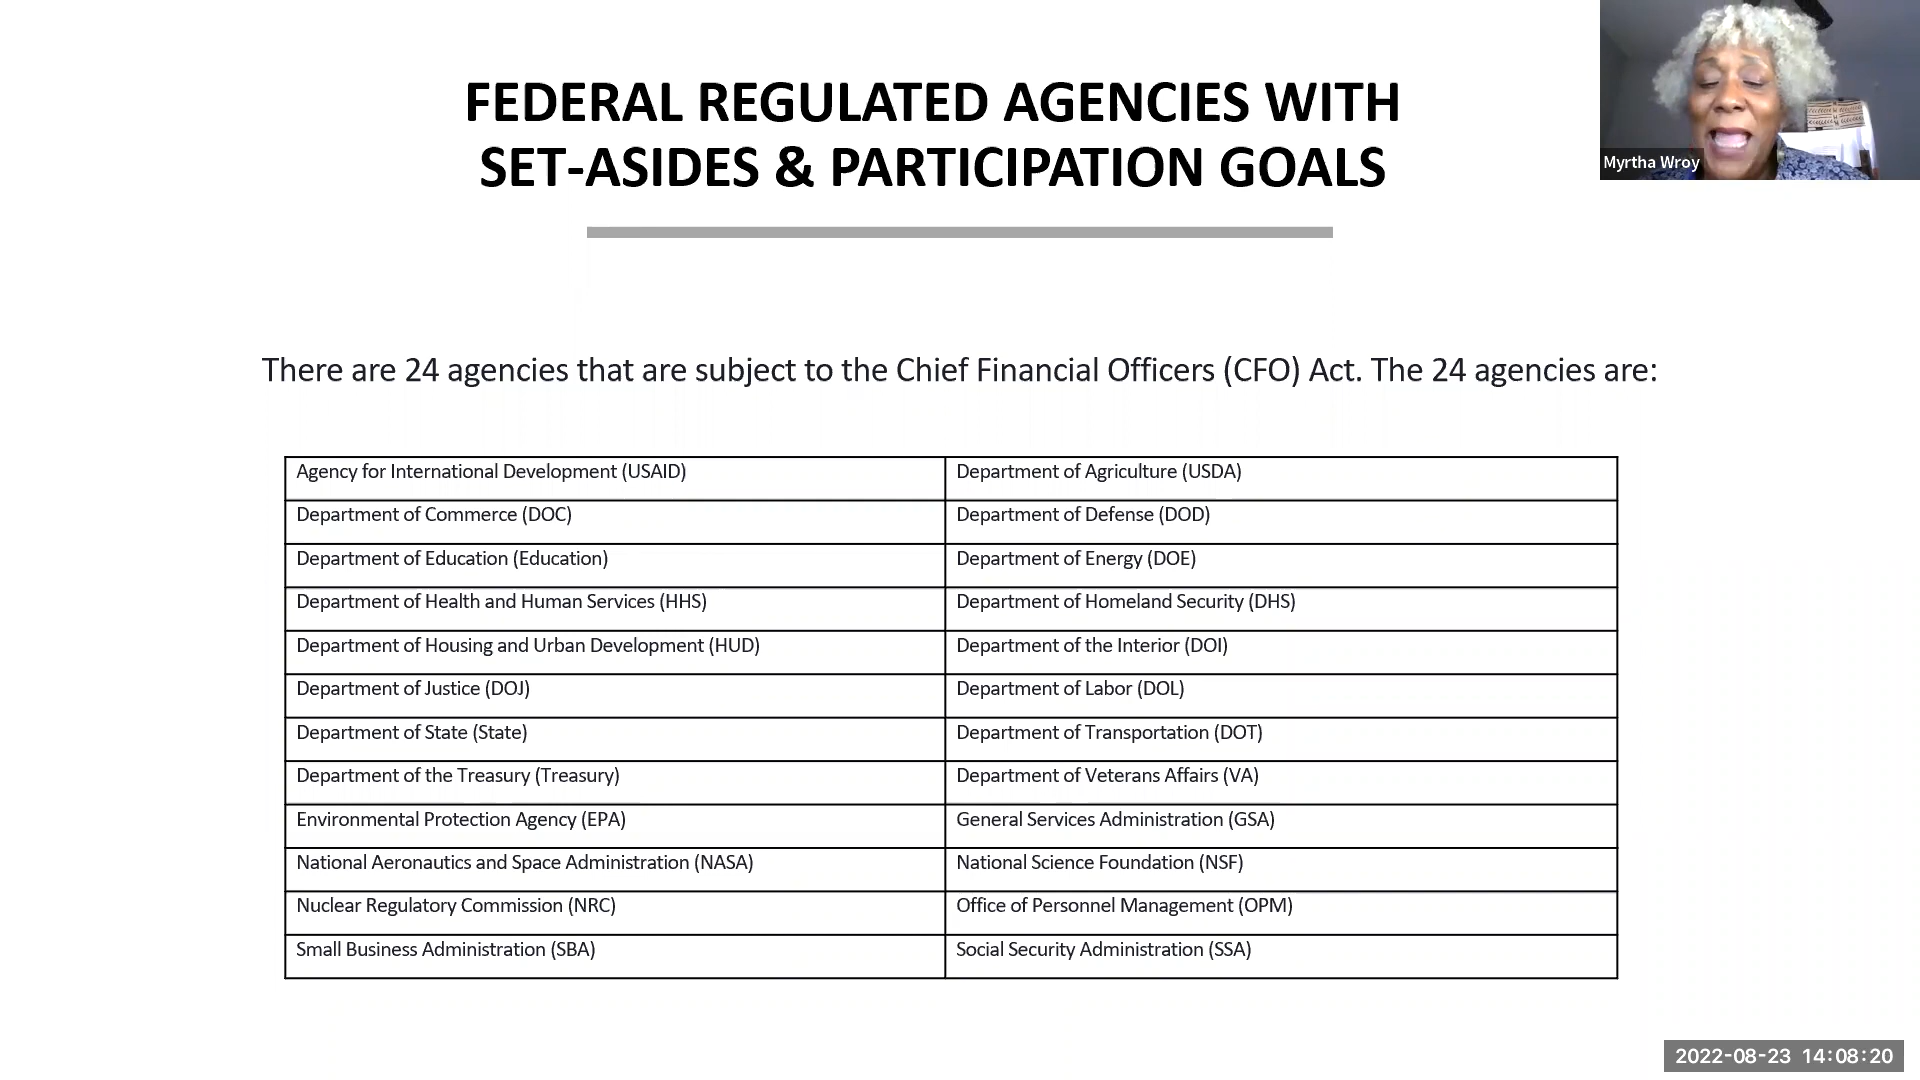 FEDERAL REGULATED AGENCIES WITH
SET-ASIDES & PARTICIPATION GOALS
Myrtha Wroy
There are 24 agencies that are subject to the Chief Financial Officers (CFO) Act. The 24 agencies are:
Agency for International Development (USAID)
Department of Agriculture (USDA)
Department of Commerce (DOC)
Department of Defense (DOD)
Department of Education (Education)
Department of Energy (DOE)
Department of Health and Human Services (HHS)
Department of Homeland Security (DHS)
Department of Housing and Urban Development (HUD)
Department of the Interior (DOI)
Department of Justice (DOJ)
Department of Labor (DOL)
Department of State (State)
Department of Transportation (DOT)
Department of the Treasury (Treasury)
Department of Veterans Affairs (VA)
Environmental Protection Agency (EPA)
General Services Administration (GSA)
National Aeronautics and Space Administration (NASA)
National Science Foundation (NSF)
Nuclear Regulatory Commission (NRC)
Office of Personnel Management (OPM)
Small Business Administration (SBA)
Social Security Administration (SSA)
2022-08-23 14:08:20